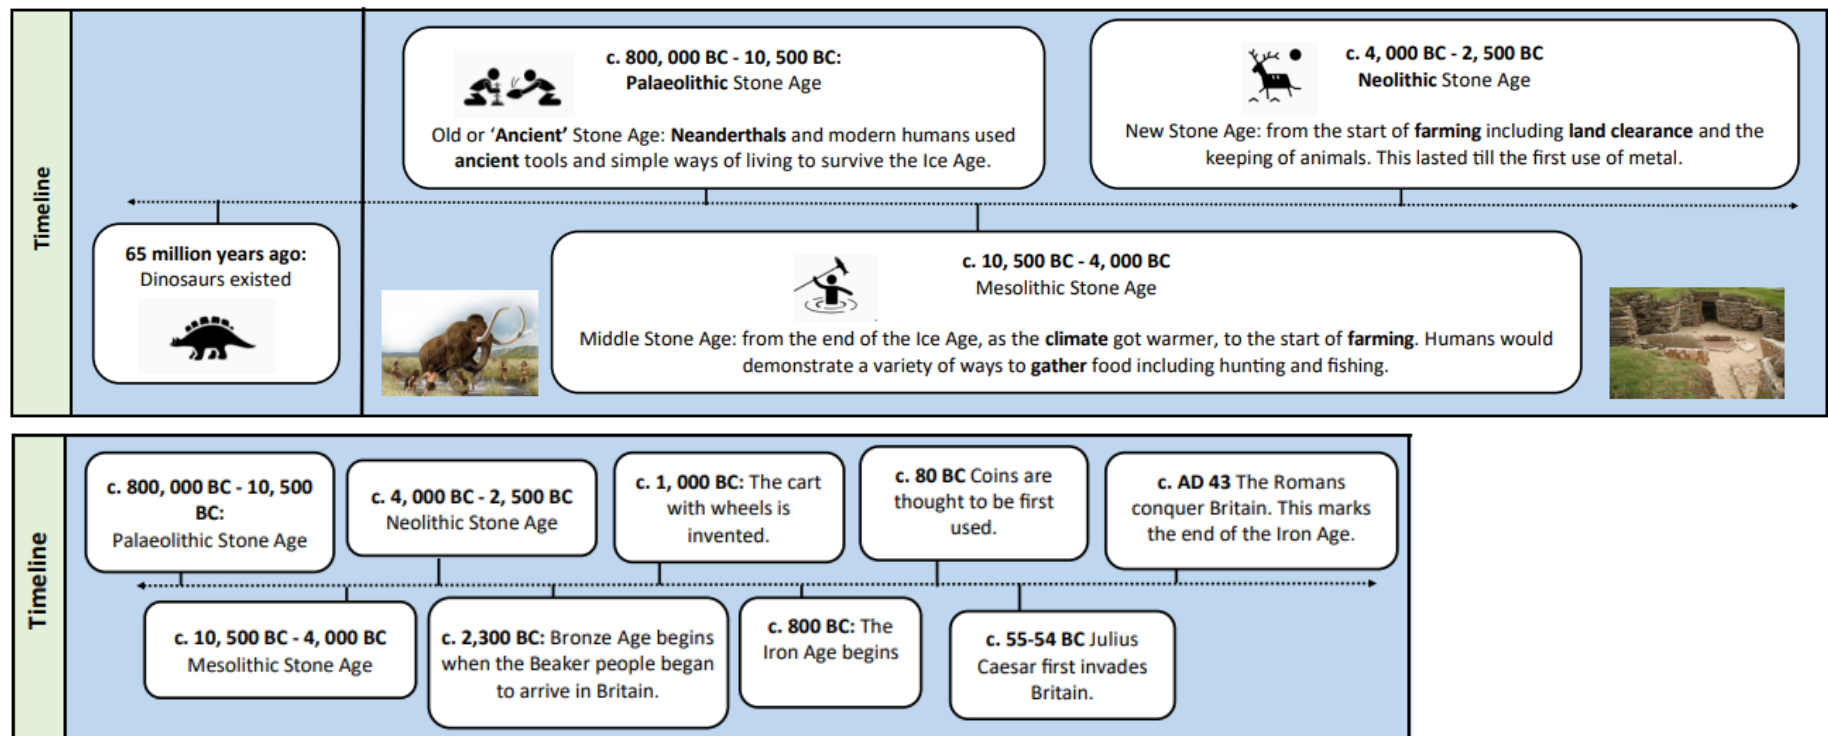 Timeline
c. 800, 000 BC - 10, 500 BC:
Palaeolithic Stone Age
Old or ‘Ancient’ Stone Age: Neanderthals and modern humans used
ancient tools and simple ways of living to survive the Ice Age.
c. 4, 000 BC - 2, 500 BC
Neolithic Stone Age
New Stone Age: from the start of farming including land clearance and the
keeping of animals. This lasted till the first use of metal.
65 million years ago:
Dinosaurs existed
c. 10, 500 BC - 4, 000 BC
Mesolithic Stone Age
Middle Stone Age: from the end of the Ice Age, as the climate got warmer, to the start of farming. Humans would
demonstrate a variety of ways to gather food including hunting and fishing.
Timeline
c. 800, 000 BC - 10, 500
BC:
Palaeolithic Stone Age
c. 4, 000 BC - 2, 500 BC
Neolithic Stone Age
c. 1, 000 BC: The cart
with wheels is
invented.
c. 80 BC Coins are
thought to be first
used.
c. AD 43 The Romans
conquer Britain. This marks
the end of the Iron Age.
c. 10, 500 BC - 4, 000 BC
Mesolithic Stone Age
c. 2,300 BC: Bronze Age begins
when the Beaker people began
to arrive in Britain.
c. 800 BC: The
Iron Age begins
c. 55-54 BC Julius
Caesar first invades
Britain.